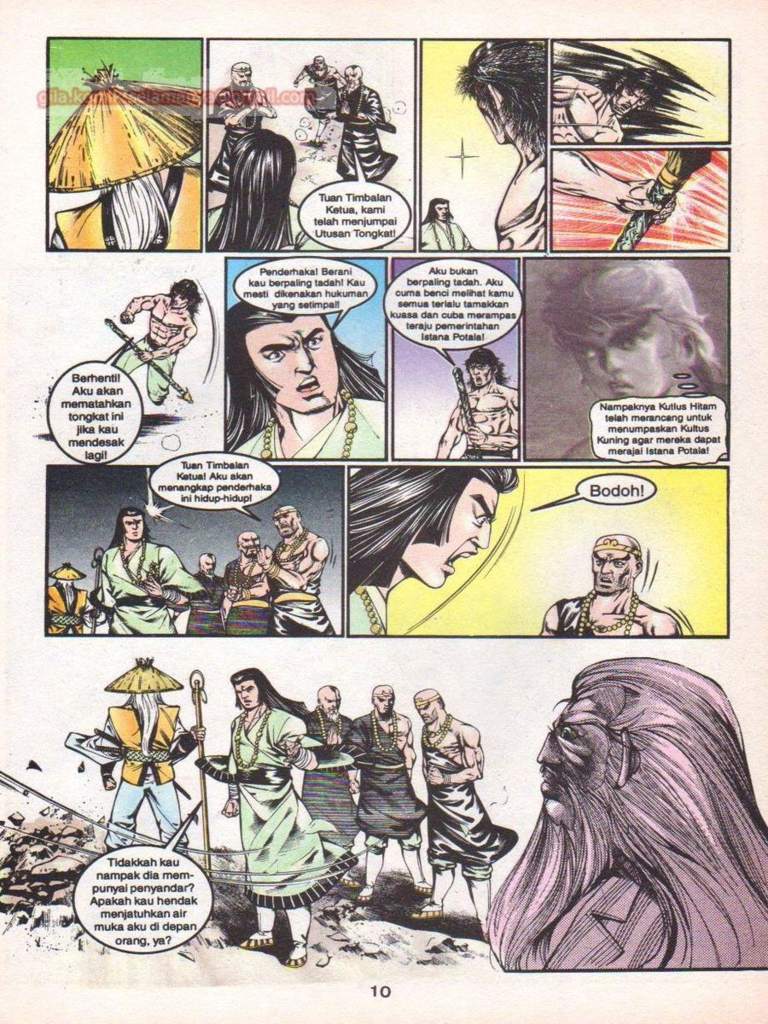 Tuan Timbalan
Ketua, kami
telah menjumpai
Utusan Tongkat!
Berhenti!
Aku akan
mematahkan
tongkat ini
jika kau
mendesak
lagi!
Penderhaka! Berani
kau berpaling tadah! Kau
mesti dikenakan hukuman
yang setimpal!
Aku bukan
berpaling tadah. Aku
cuma benci melihat kamu
semua terlalu tamakkan
kuasa dan cuba merampas
teraju pemerintahan
Istana Potala!
Nampaknya Kutlus Hitam
telah merancang untuk
menumpaskan Kultus
Kuning agar mereka dapat
merajai Istana Potala!
Tuan Timbalan
Ketua! Aku akan
menangkap penderhaka
ini hidup-hidup!
Bodoh!
Tidakkah kau
nampak dia mem-
punyai penyandar?
Apakah kau hendak
menjatuhkan air
muka aku di depan
orang, ya?
10